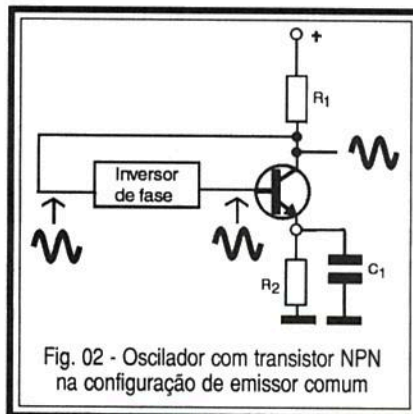 +
R1
Inversor
de fase
R2
C1
Fig. 02 - Oscilador com transistor NPN
na configuração de emissor comum